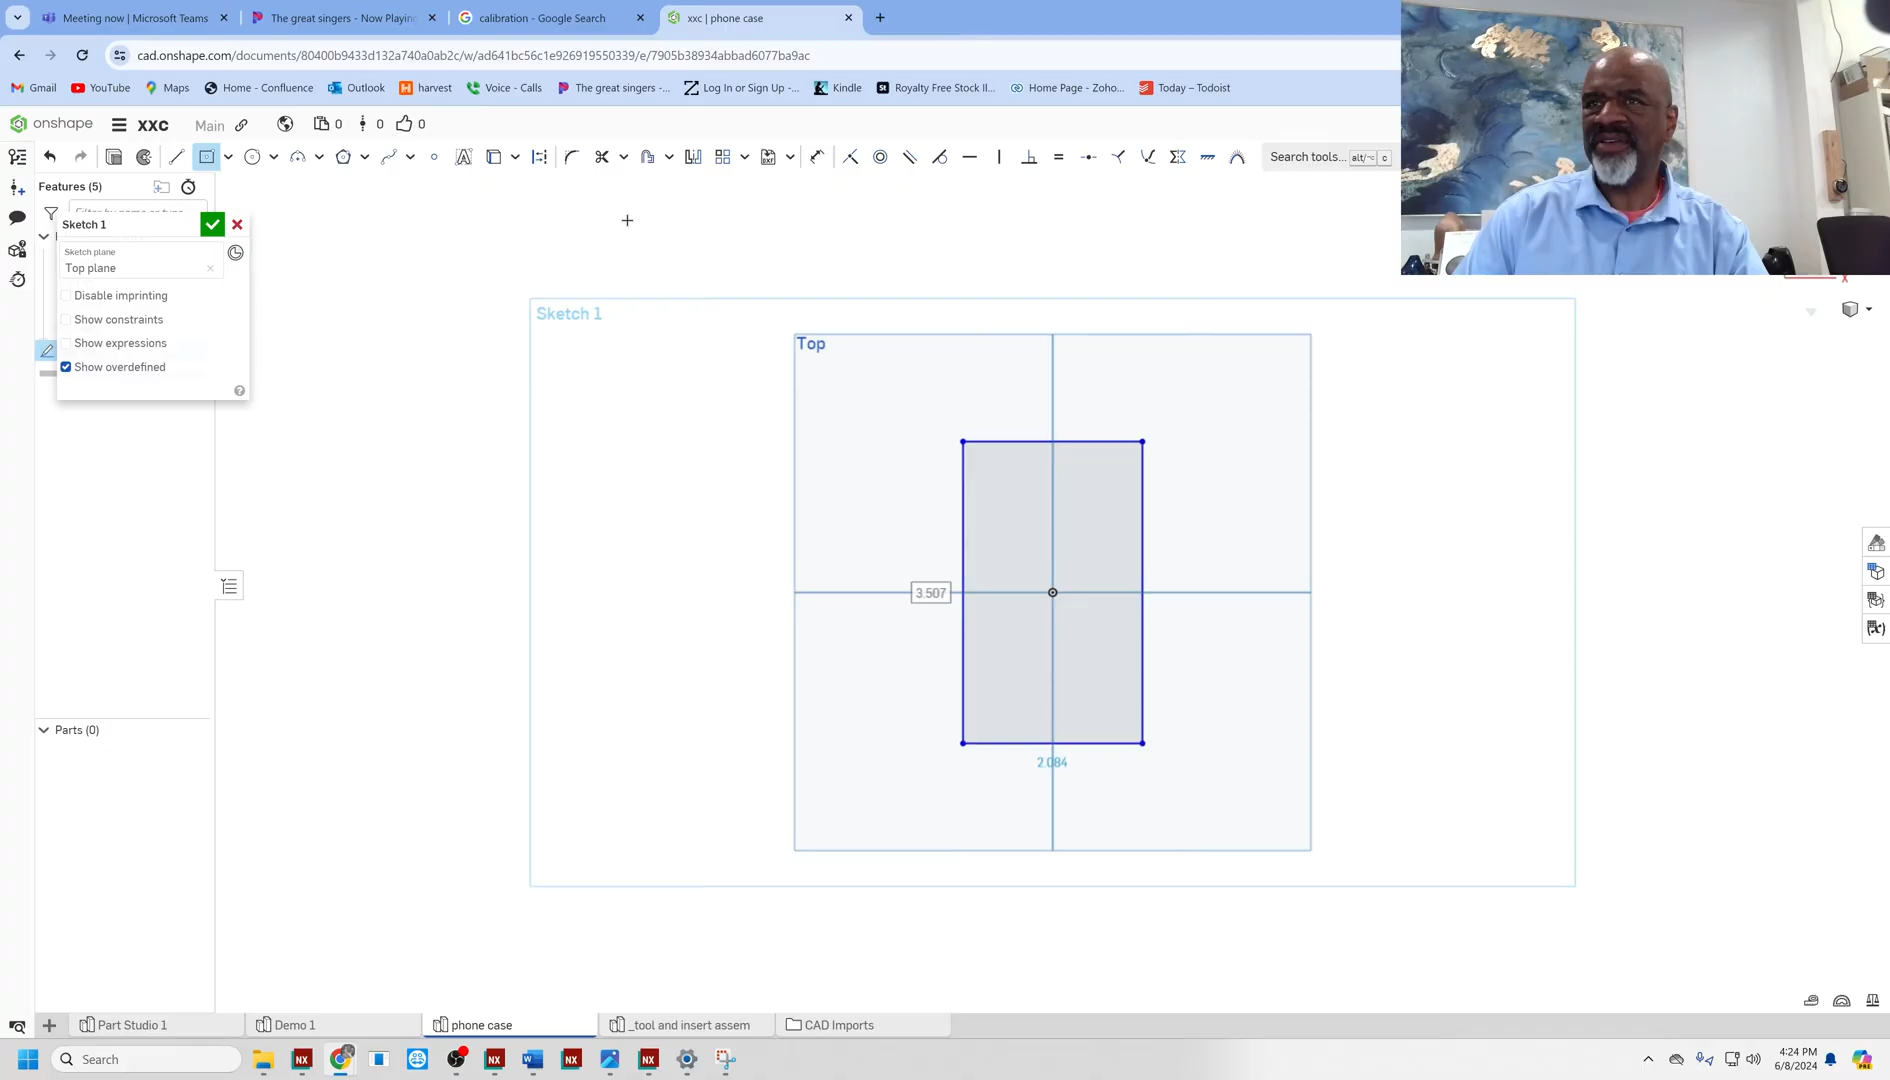 Meeting now | Microsoft Teams
The great singers - Now Playing
calibration - Google Search
xxc | phone case
cad.onshape.com/documents/80400b9433d132a740a0ab2c/w/ad641bc56c1e926919550339/e/7905b38934abbad6077ba9ac
Gmail YouTube Maps Home - Confluence Outlook harvest Voice - Calls The great singers -... Log In or Sign Up -... Kindle Royalty Free Stock Il... Home Page - Zoho... Today – Todoist
onshape XXC Main 0 0 0
Search tools... alt/⌥ c
Features (5)
Sketch 1
Sketch plane
Top plane
Disable imprinting
Show constraints
Show expressions
Show overdefined
Sketch 1
Top
3.507
2.084
Parts (0)
Part Studio 1 Demo 1 phone case _tool and insert assem CAD Imports
Search
4:24 PM
6/8/2024